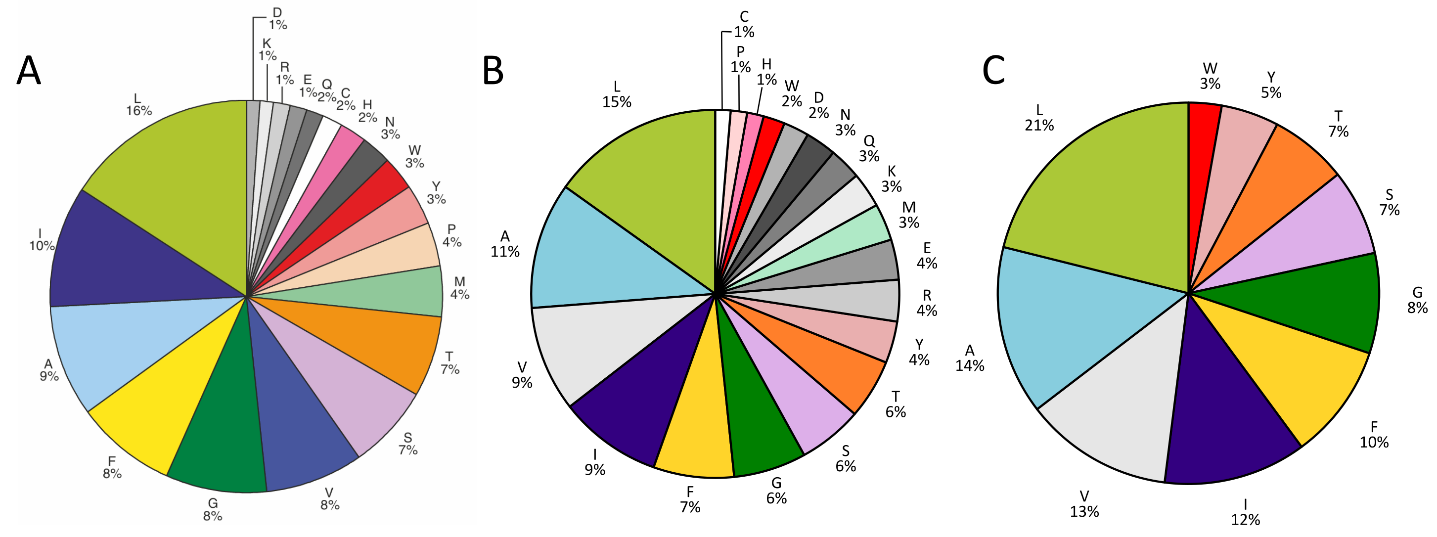 A
D
1%
K
1%
R
1%
E
1%
Q
2%
C
2%
H
2%
N
3%
W
3%
Y
3%
P
4%
M
4%
T
7%
S
7%
V
8%
G
8%
F
8%
A
9%
I
10%
L
16%
B
C
1%
P
1%
H
1%
W
2%
D
2%
N
3%
Q
3%
K
3%
M
3%
E
4%
R
4%
Y
4%
T
6%
S
6%
G
6%
F
7%
I
9%
V
9%
A
11%
L
15%
C
W
3%
Y
5%
T
7%
S
7%
G
8%
F
10%
I
12%
V
13%
A
14%
L
21%